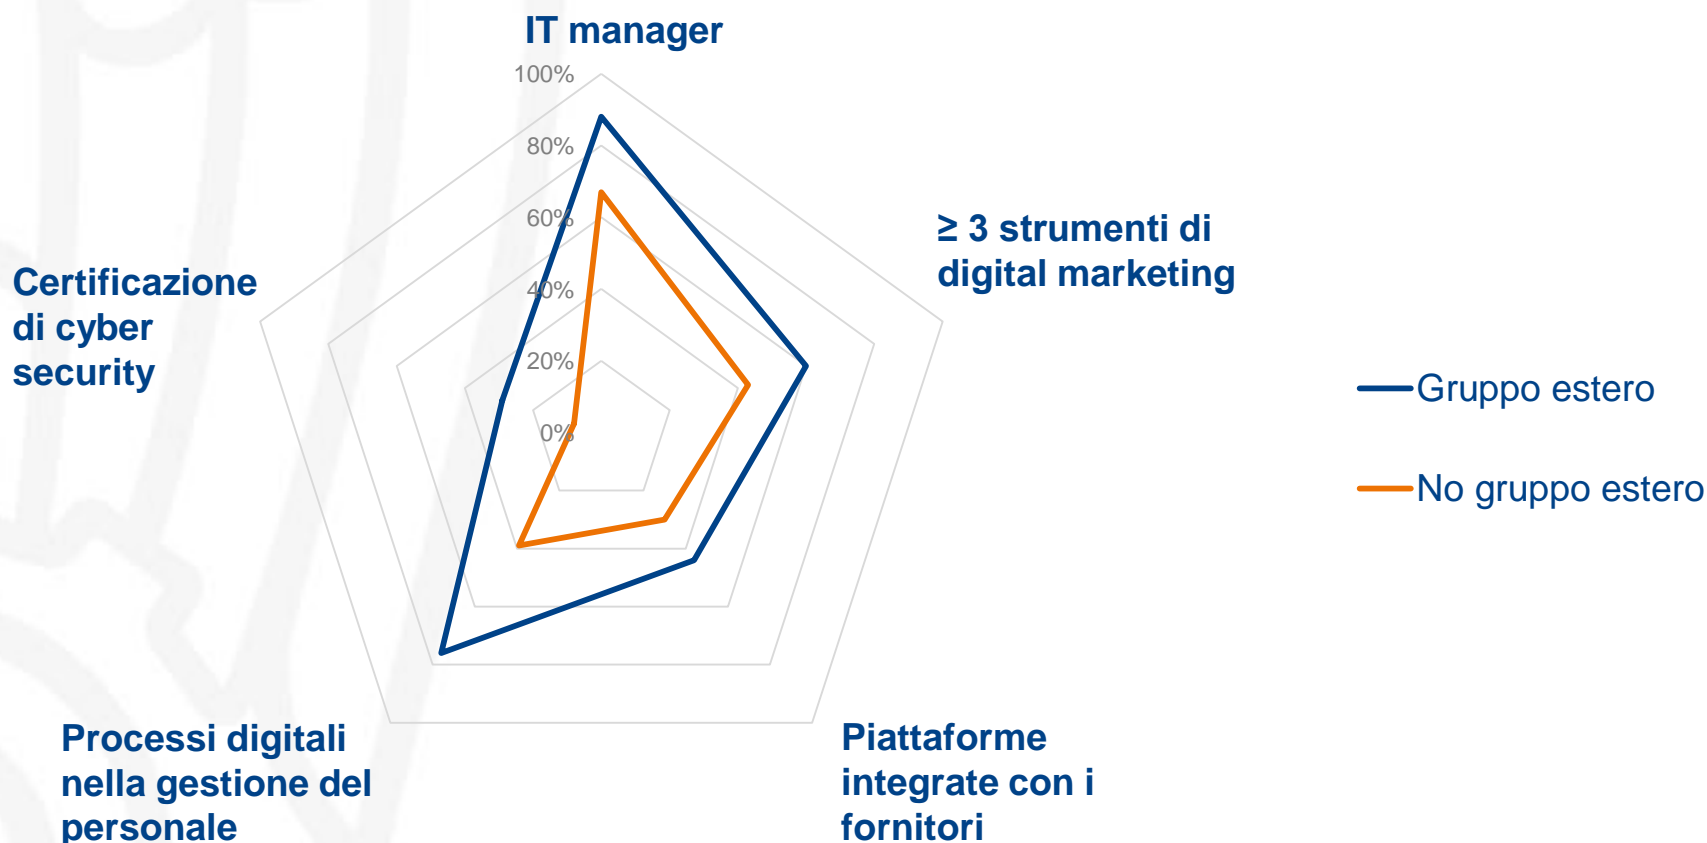 IT manager
100%
80%
60%
40%
20%
0%
≥ 3 strumenti di
digital marketing
Certificazione
di cyber
security
Gruppo estero
No gruppo estero
Processi digitali
nella gestione del
personale
Piattaforme
integrate con i
fornitori